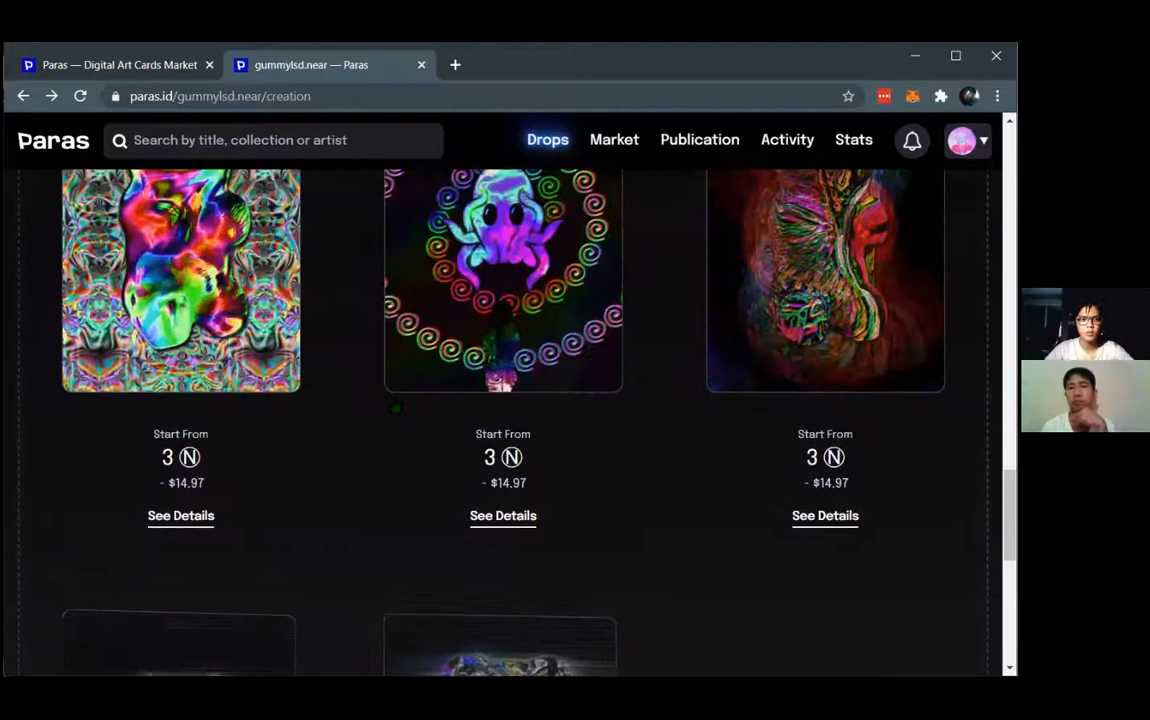 Paras — Digital Art Cards Market
gummylsd.near — Paras
paras.id/gummylsd.near/creation
Paras
Search by title, collection or artist
Drops
Market
Publication
Activity
Stats
Start From
3 Ⓝ
~ $14.97
See Details
Start From
3 Ⓝ
~ $14.97
See Details
Start From
3 Ⓝ
~ $14.97
See Details